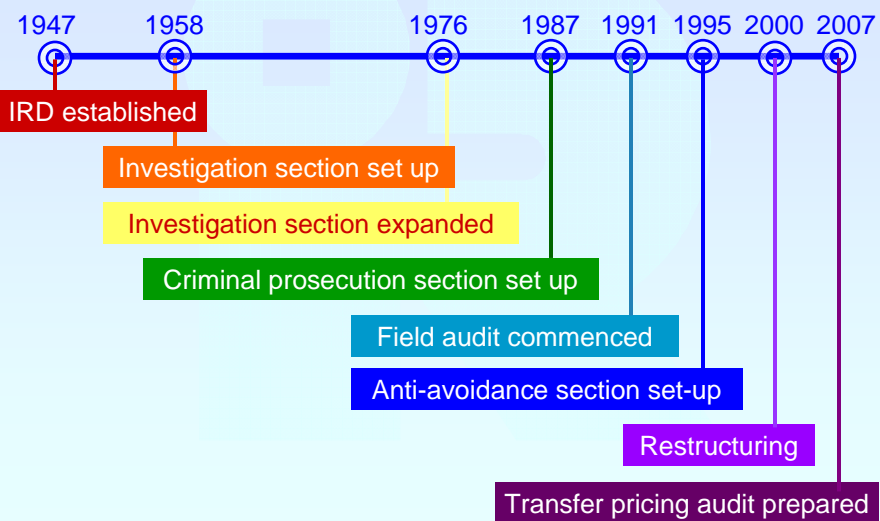 1947 1958 1976 1987 1991 1995 2000 2007
IRD established
Investigation section set up
Investigation section expanded
Criminal prosecution section set up
Field audit commenced
Anti-avoidance section set-up
Restructuring
Transfer pricing audit prepared